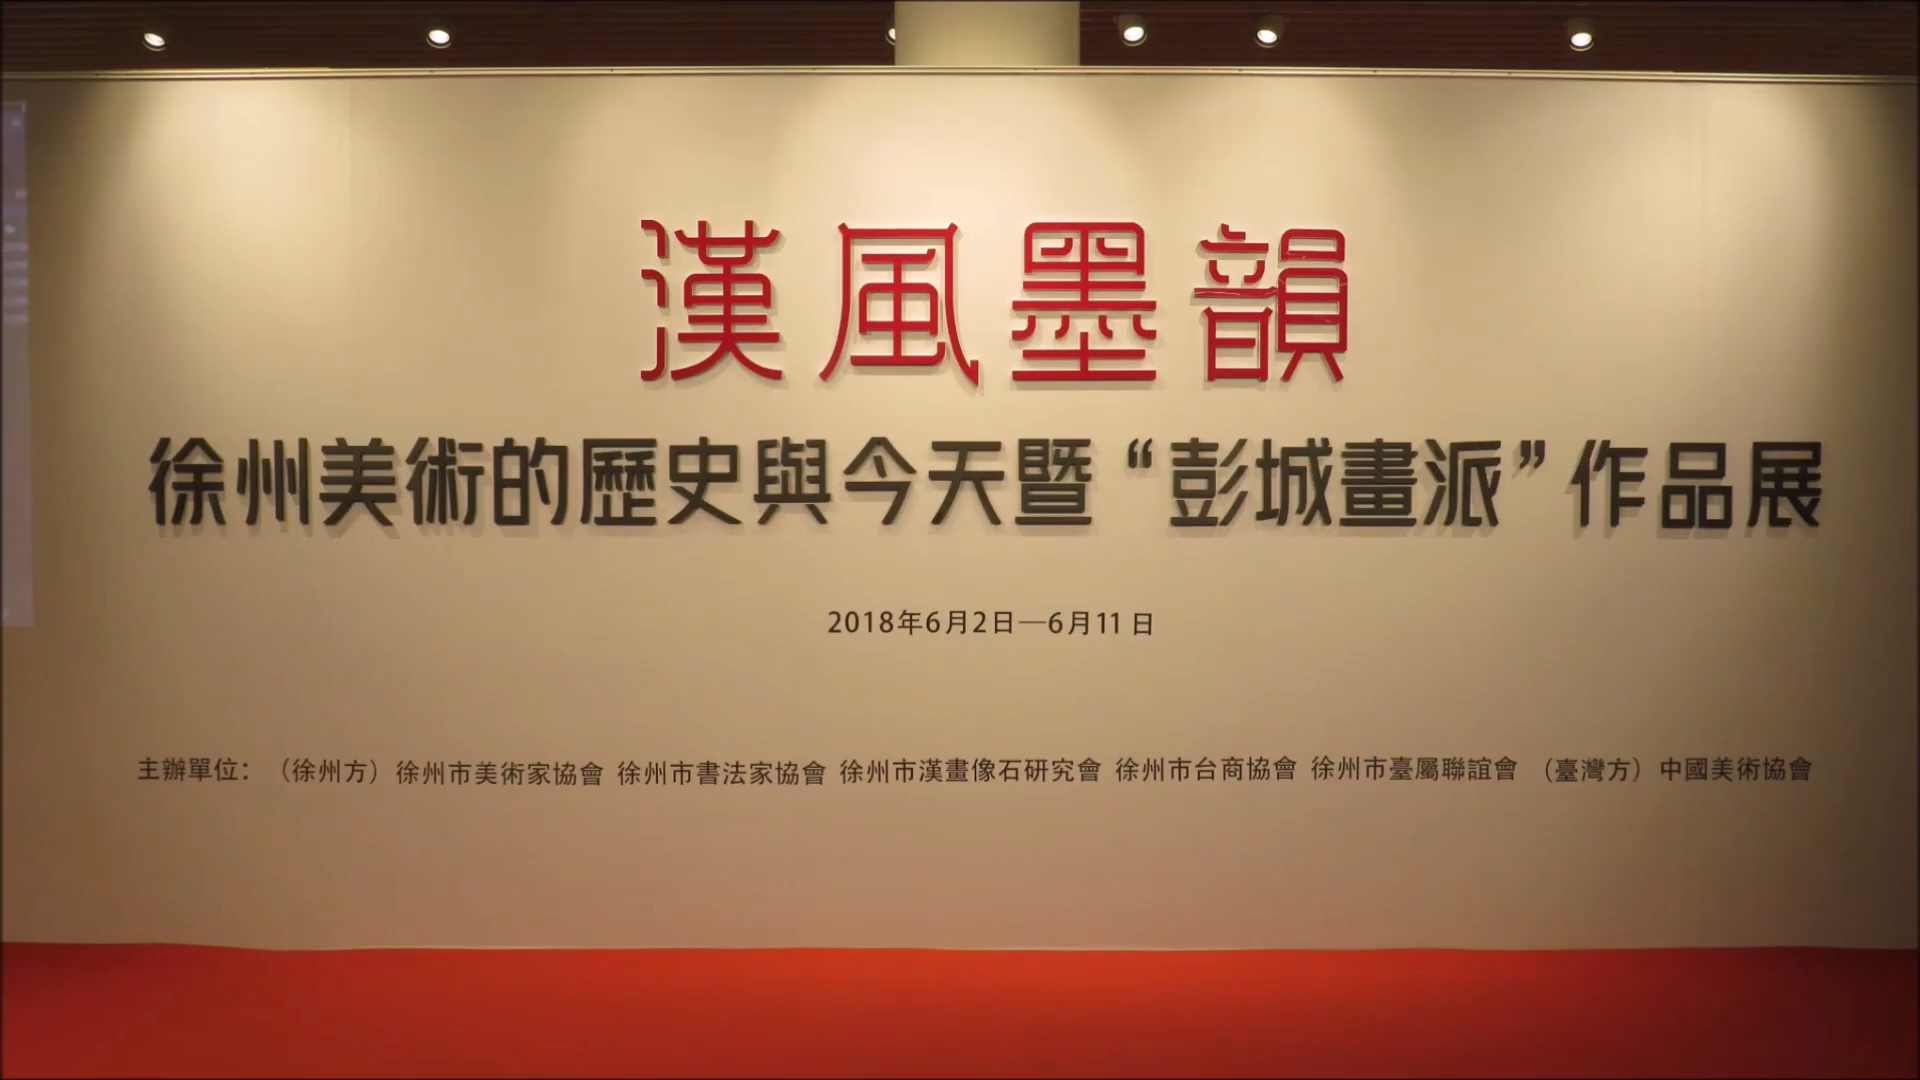 漢風墨韻
徐州美術的歷史與今天暨“彭城畫派”作品展
2018年6月2日—6月11日
主辦單位：（徐州方）徐州市美術家協會 徐州市書法家協會 徐州市漢畫像石研究會 徐州市台商協會 徐州市臺屬聯誼會 （臺灣方）中國美術協會